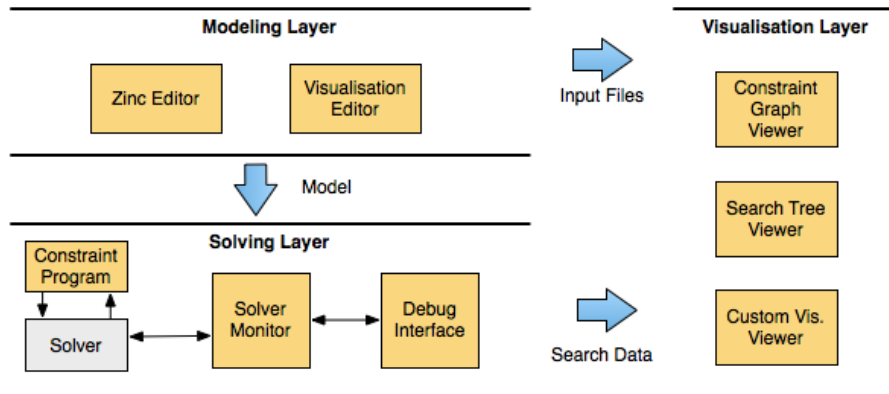 Modeling Layer
Zinc Editor
Visualisation
Editor
Input Files
Visualisation Layer
Constraint
Graph
Viewer
Search Tree
Viewer
Custom Vis.
Viewer
Model
Solving Layer
Constraint
Program
Solver
Solver
Monitor
Debug
Interface
Search Data